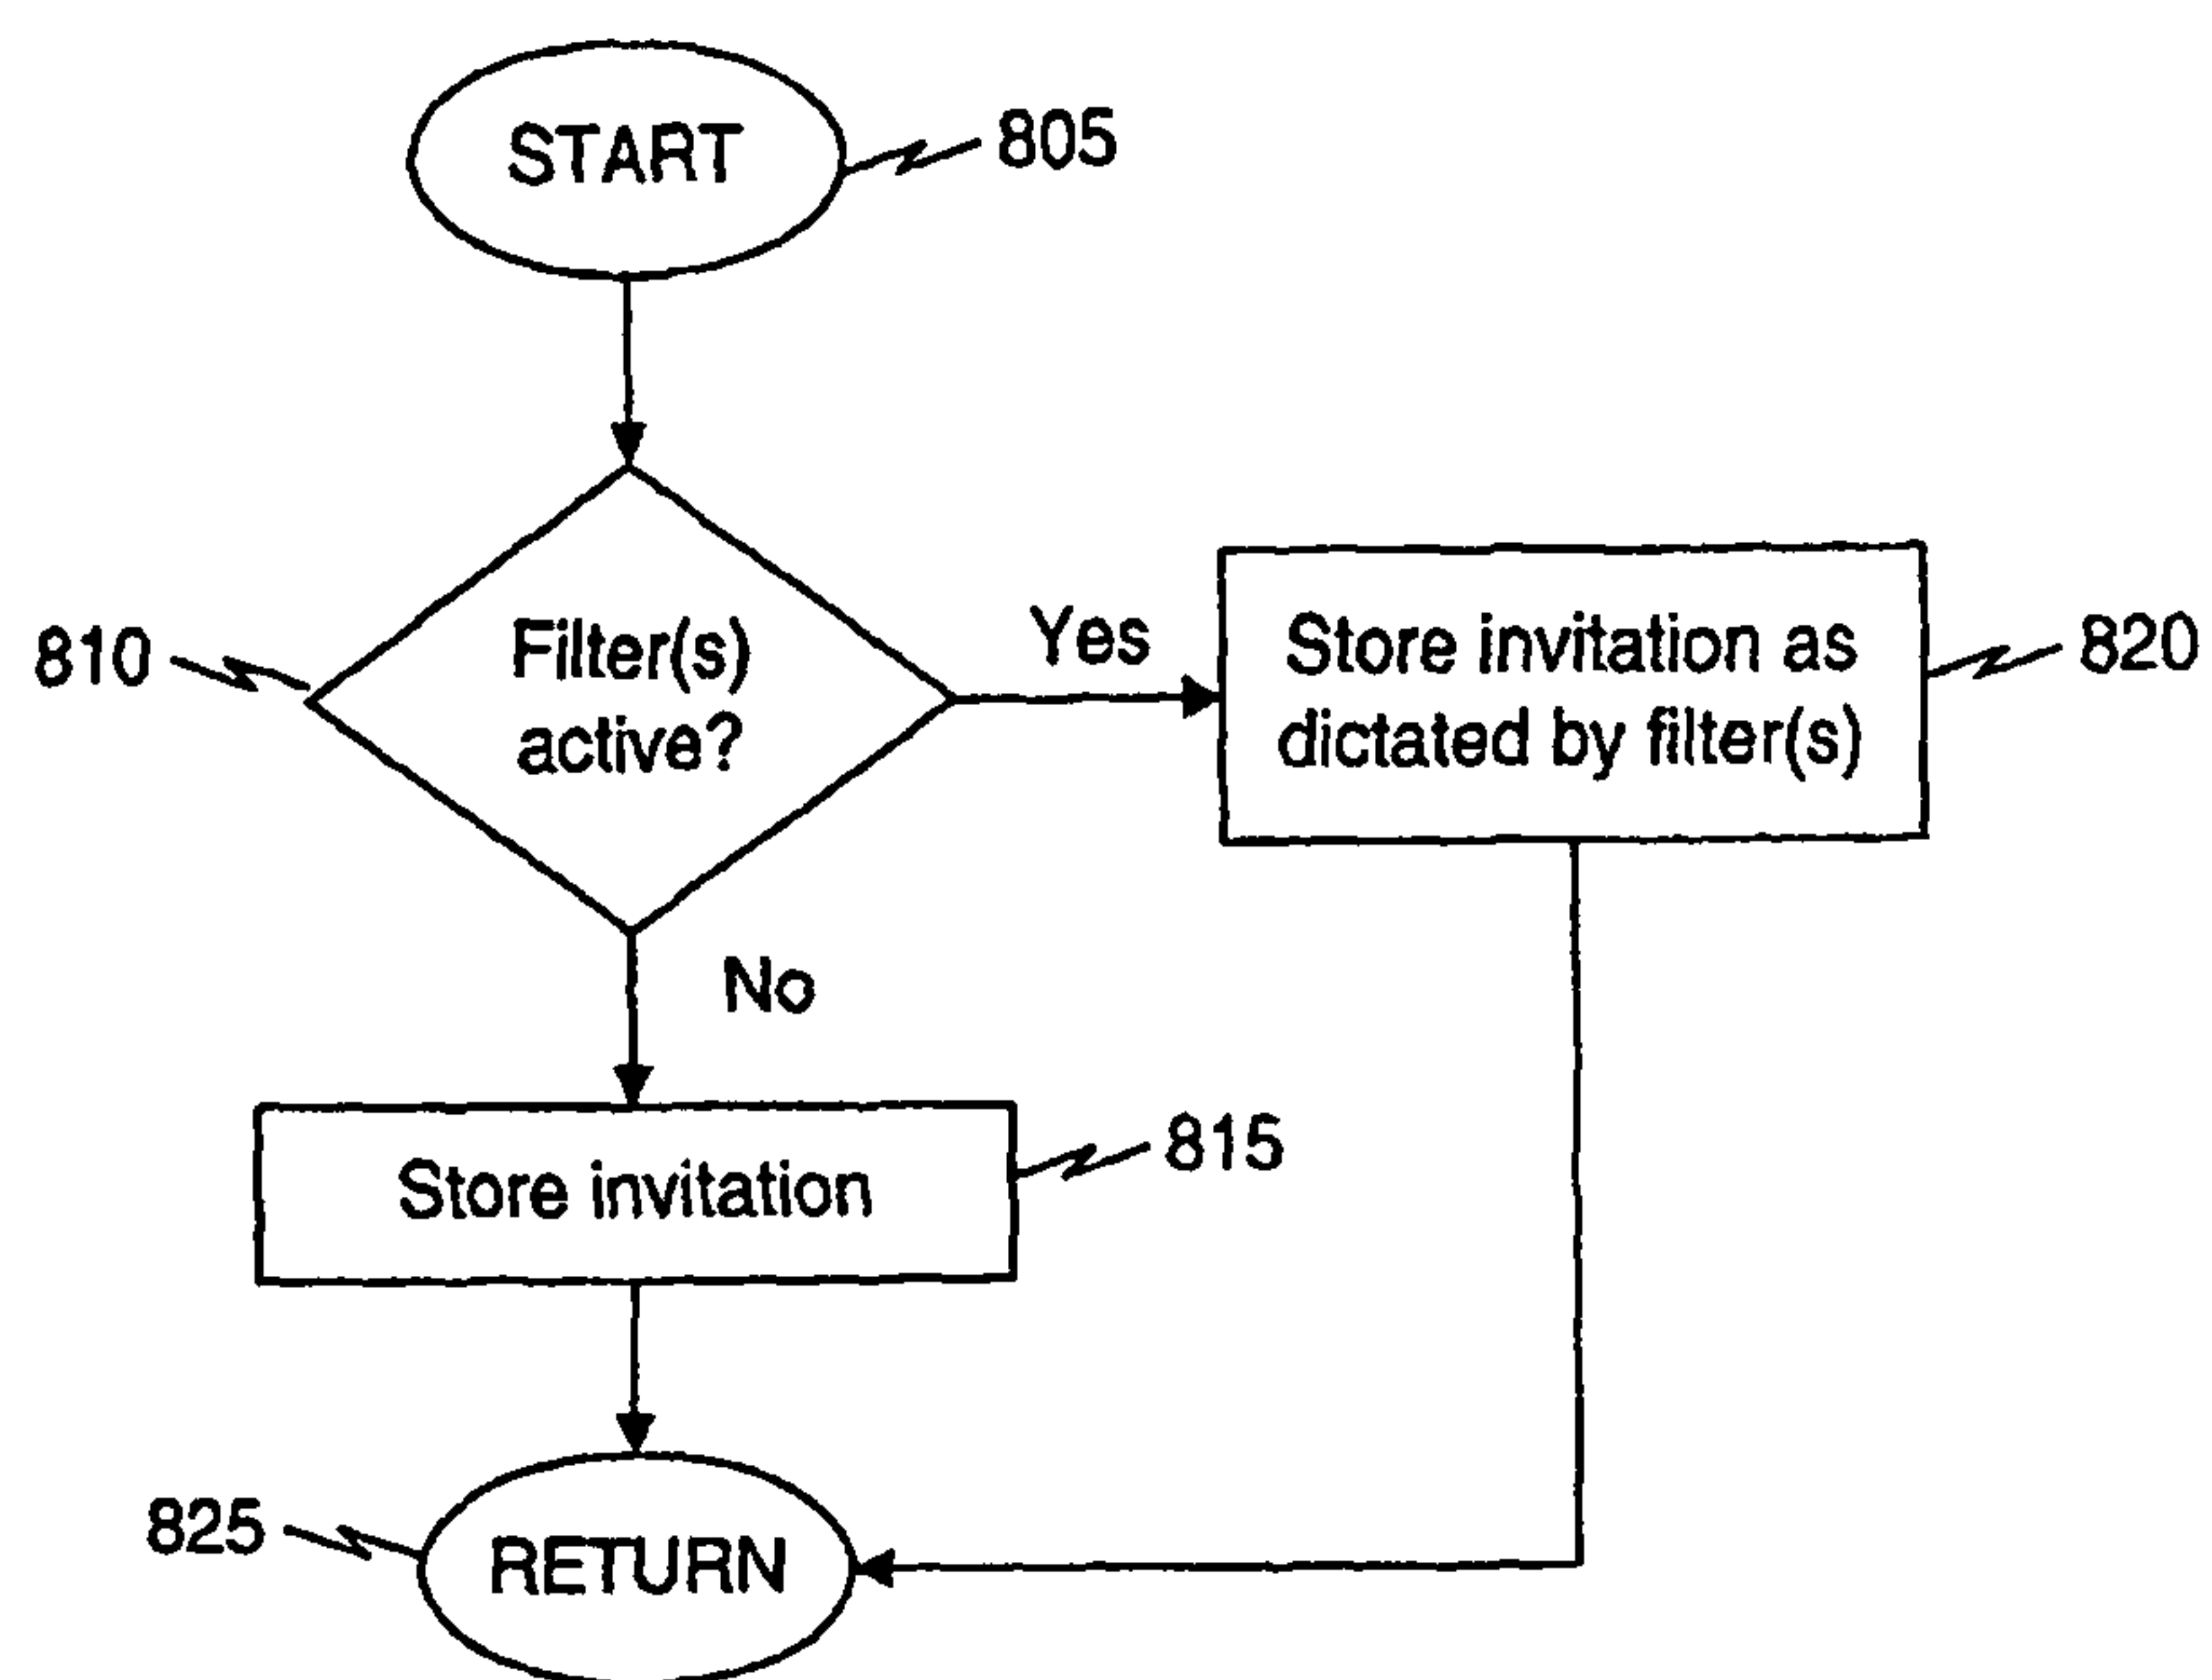 START
805
810
Filter(s)
active?
Yes
Store invitation as
dictated by filter(s)
820
No
Store invitation
815
825
RETURN